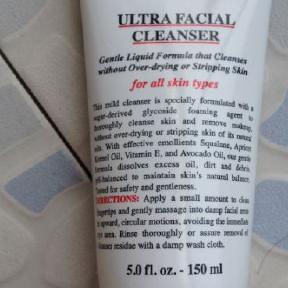 ULTRA FACIAL
CLEANSER
Gentle Liquid Formula that Cleanses
without Over-drying or Stripping Skin
for all skin types
This mild cleanser is specially formulated with a
sugar-derived glycoside foaming agent to
thoroughly cleanse skin and remove makeup,
without over-drying or stripping skin of its natural
oils. With effective emollients Squalane, Apricot
Kernel Oil, Vitamin E, and Avocado Oil, our gentle
formula dissolves excess oil, dirt and debris.
pH-balanced to maintain skin's natural balance.
Tested for safety and gentleness.
DIRECTIONS: Apply a small amount to clean
fingertips and gently massage into damp facial areas
in upward, circular motions, avoiding the immediate
eye area. Rinse thoroughly or assure removal of
cleanser residue with a damp wash cloth.
5.0 fl. oz. - 150 ml